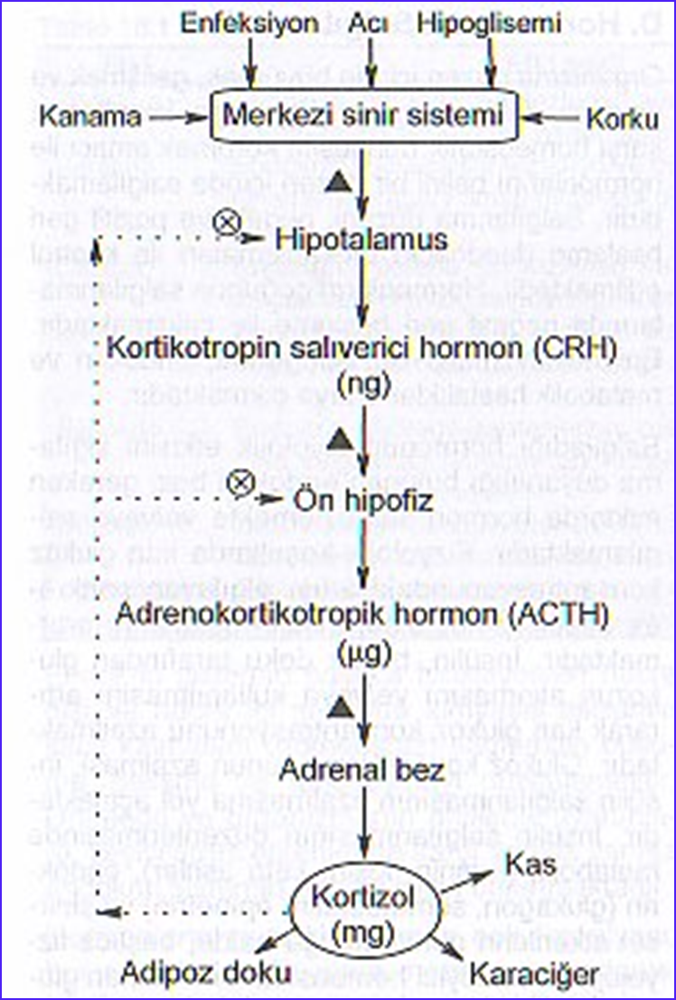 Enfeksiyon Acı Hipoglisemi
Kanama Merkezi sinir sistemi Korku
Hipotalamus
Kortikotropin salıverici hormon (CRH)
(ng)
Ön hipofiz
Adrenokortikotropik hormon (ACTH)
(µg)
Adrenal bez
Kas
Kortizol
(mg)
Adipoz doku Karaciğer